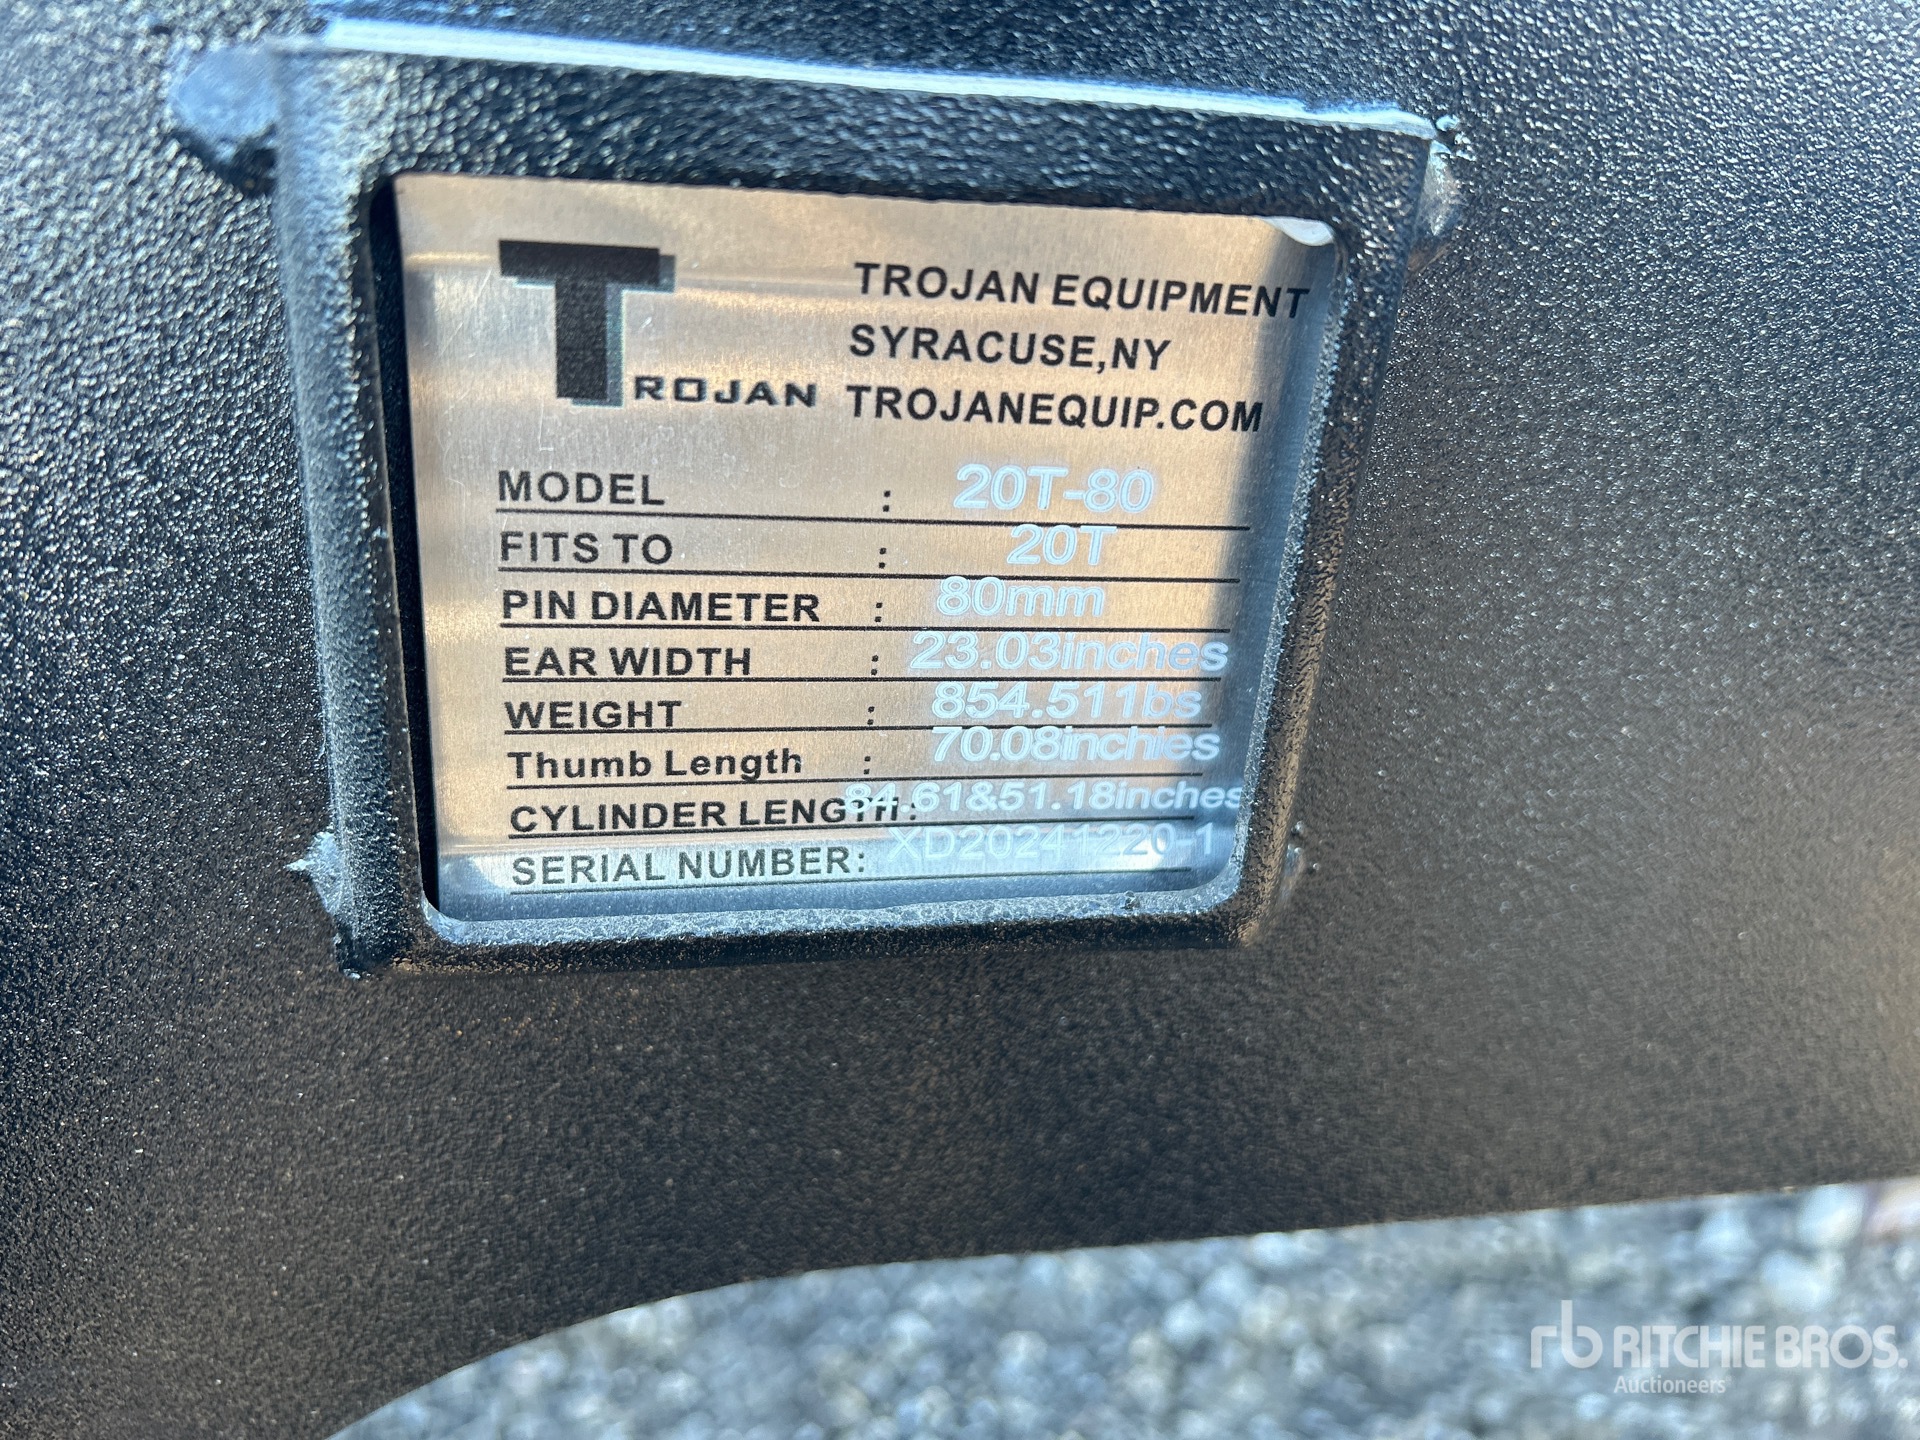 TROJAN
TROJAN EQUIPMENT
SYRACUSE,NY
TROJANEQUIP.COM
MODEL : 20T-80
FITS TO : 20T
PIN DIAMETER : 80mm
EAR WIDTH : 23.03inches
WEIGHT : 854.51lbs
Thumb Length : 70.08inchies
CYLINDER LENGTH: 84.61&51.18inches
SERIAL NUMBER: XD20241220-1
rb RITCHIE BROS.
Auctioneers